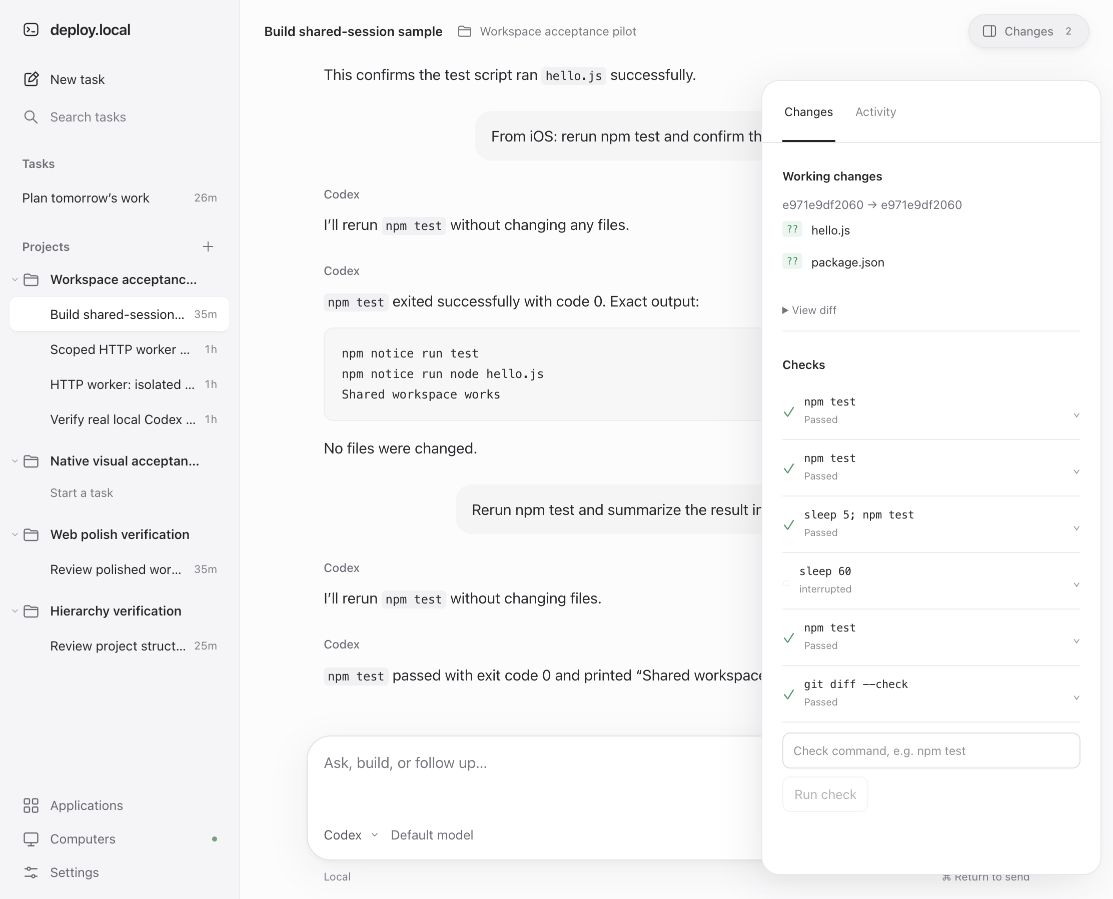 deploy.local
New task
Search tasks
Tasks
Plan tomorrow's work 26m
Projects
Workspace acceptanc...
Build shared-session... 35m
Scoped HTTP worker ... 1h
HTTP worker: isolated ... 1h
Verify real local Codex ... 1h
Native visual acceptan...
Start a task
Web polish verification
Review polished wor... 35m
Hierarchy verification
Review project struct... 25m
Applications
Computers
Settings
Build shared-session sample Workspace acceptance pilot
Changes 2
This confirms the test script ran hello.js successfully.
From iOS: rerun npm test and confirm th
Codex
I'll rerun npm test without changing any files.
Codex
npm test exited successfully with code 0. Exact output:
npm notice run test
npm notice run node hello.js
Shared workspace works
No files were changed.
Rerun npm test and summarize the result in
Codex
I'll rerun npm test without changing files.
Codex
npm test passed with exit code 0 and printed “Shared workspace
Ask, build, or follow up...
Codex Default model
Local
⌘ Return to send
Changes Activity
Working changes
e971e9df2060 → e971e9df2060
?? hello.js
?? package.json
View diff
Checks
npm test
Passed
npm test
Passed
sleep 5; npm test
Passed
sleep 60
interrupted
npm test
Passed
git diff --check
Passed
Check command, e.g. npm test
Run check